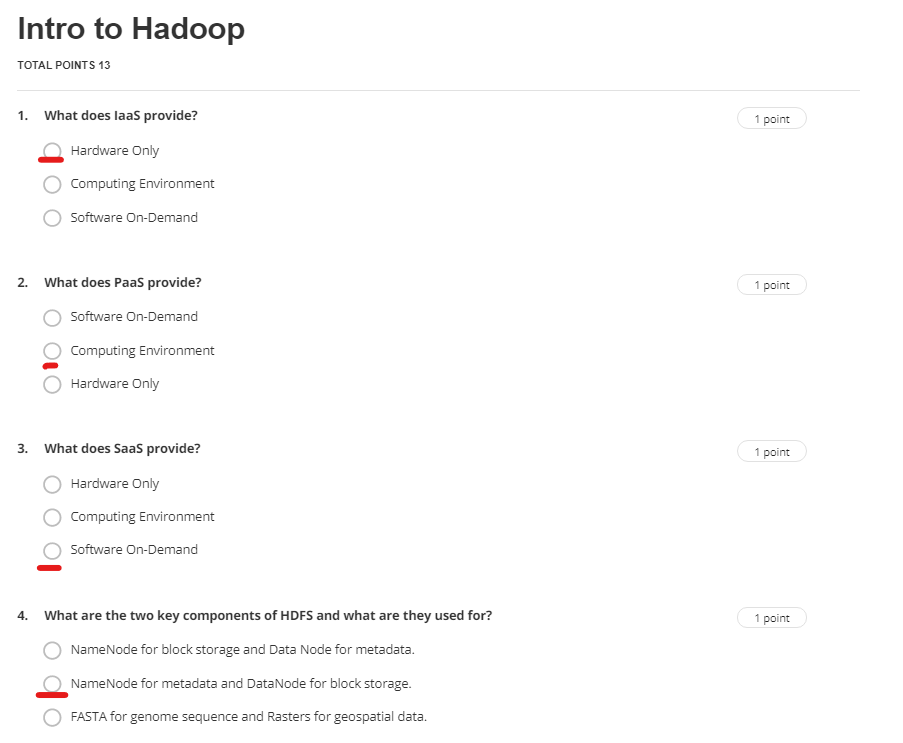 Intro to Hadoop
TOTAL POINTS 13
1. What does IaaS provide? 1 point
Hardware Only
Computing Environment
Software On-Demand
2. What does PaaS provide? 1 point
Software On-Demand
Computing Environment
Hardware Only
3. What does SaaS provide? 1 point
Hardware Only
Computing Environment
Software On-Demand
4. What are the two key components of HDFS and what are they used for? 1 point
NameNode for block storage and Data Node for metadata.
NameNode for metadata and DataNode for block storage.
FASTA for genome sequence and Rasters for geospatial data.